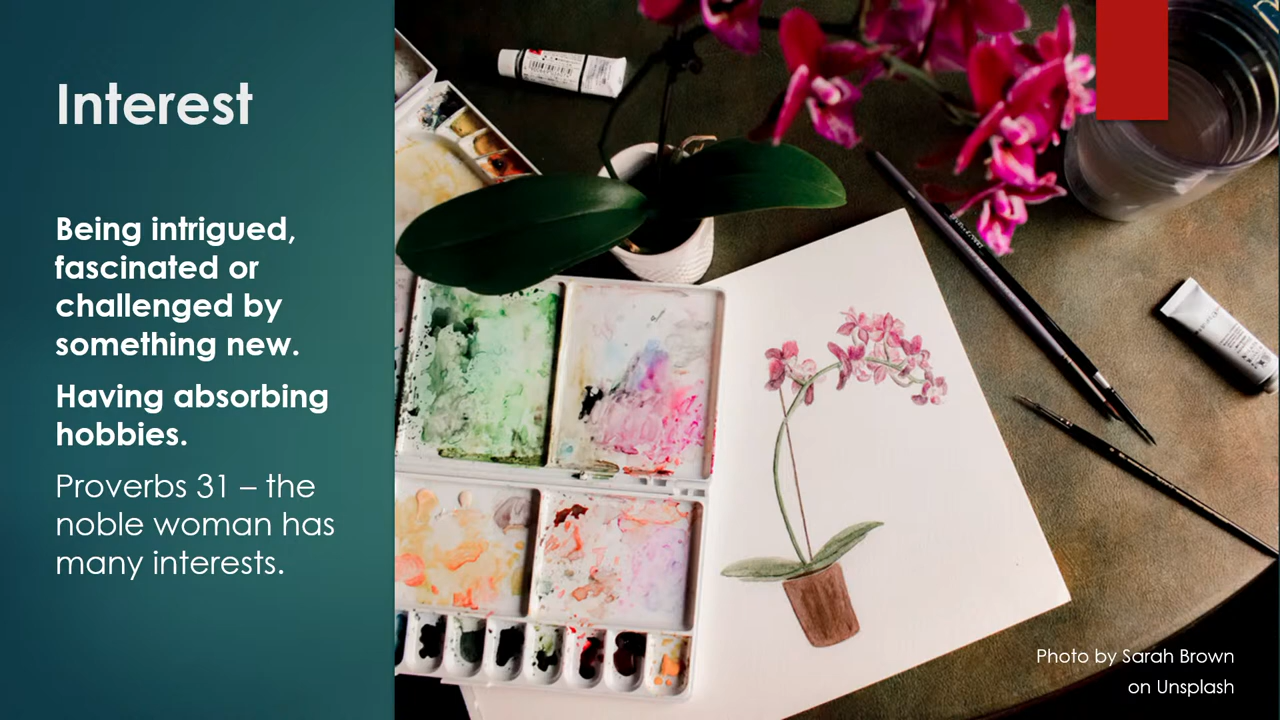 Interest
Being intrigued,
fascinated or
challenged by
something new.
Having absorbing
hobbies.
Proverbs 31 – the
noble woman has
many interests.
Photo by Sarah Brown
on Unsplash